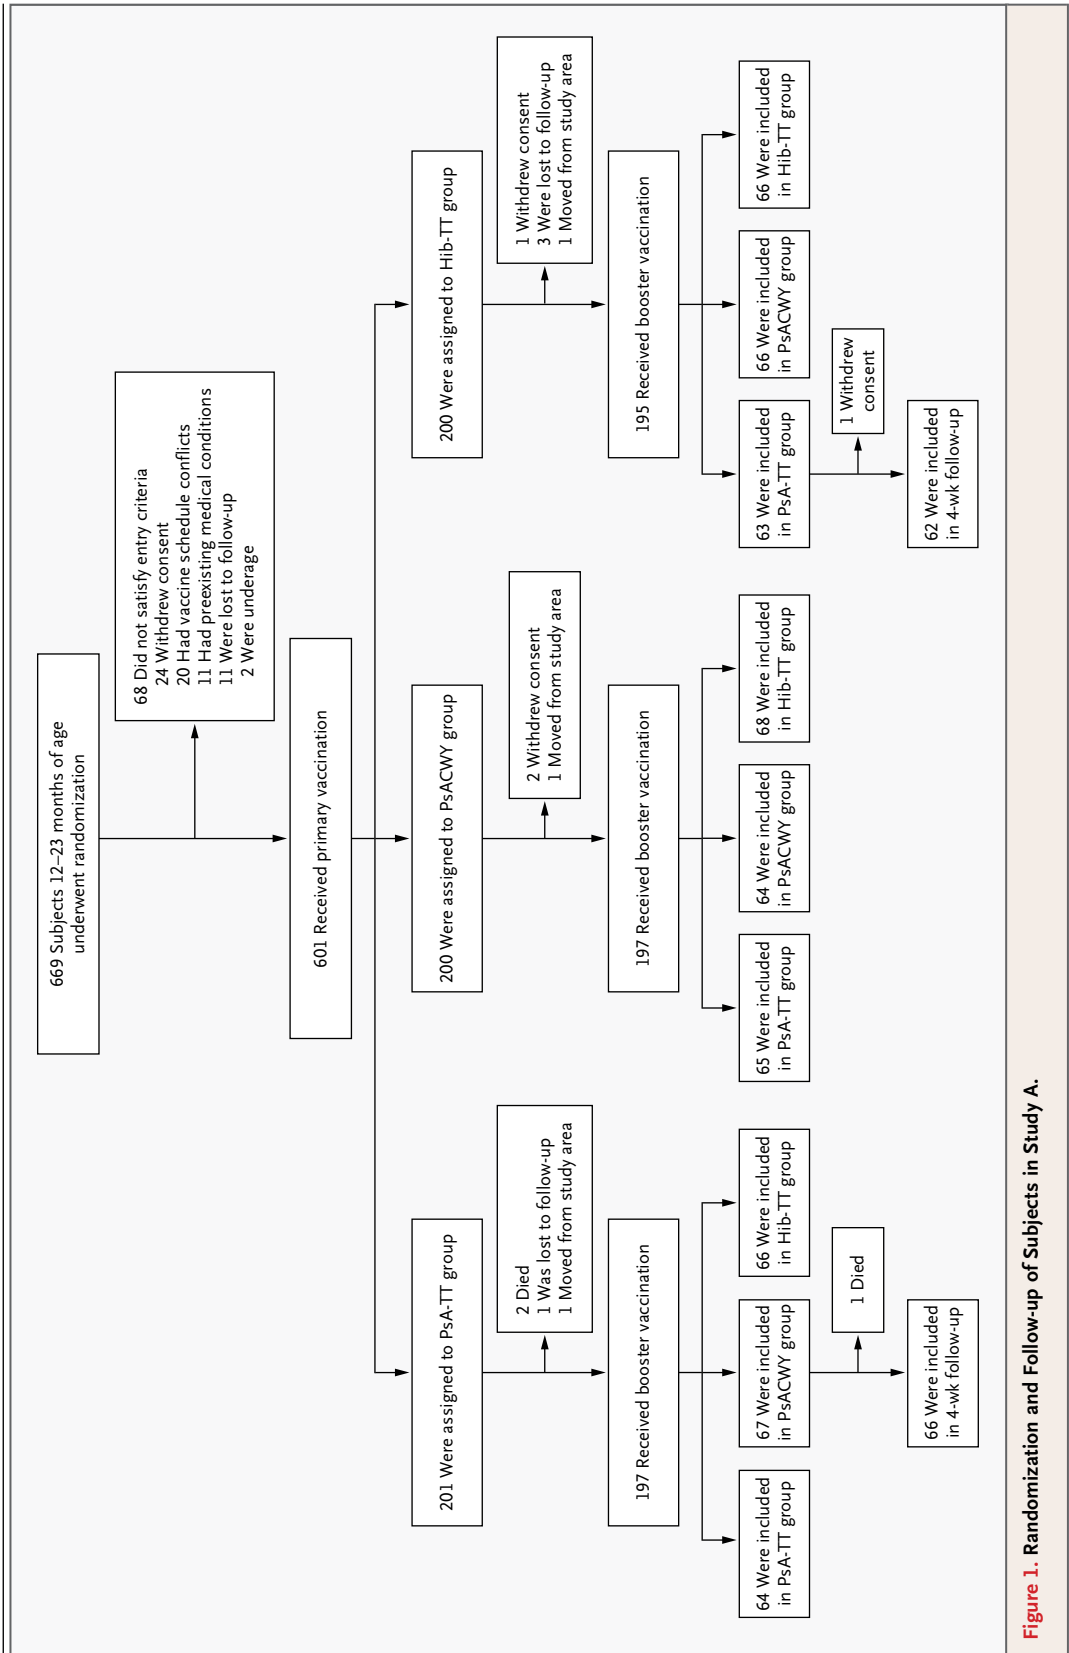 669 Subjects 12–23 months of age
underwent randomization
68 Did not satisfy entry criteria
24 Withdrew consent
20 Had vaccine schedule conflicts
11 Had preexisting medical conditions
11 Were lost to follow-up
2 Were underage
601 Received primary vaccination
201 Were assigned to PsA-TT group
200 Were assigned to PsACWY group
200 Were assigned to Hib-TT group
2 Died
1 Was lost to follow-up
1 Moved from study area
2 Withdrew consent
1 Moved from study area
1 Withdrew consent
3 Were lost to follow-up
1 Moved from study area
197 Received booster vaccination
197 Received booster vaccination
195 Received booster vaccination
64 Were included
in PsA-TT group
67 Were included
in PsACWY group
66 Were included
in Hib-TT group
65 Were included
in PsA-TT group
64 Were included
in PsACWY group
68 Were included
in Hib-TT group
63 Were included
in PsA-TT group
66 Were included
in PsACWY group
66 Were included
in Hib-TT group
1 Died
1 Withdrew
consent
66 Were included
in 4-wk follow-up
62 Were included
in 4-wk follow-up
Figure 1. Randomization and Follow-up of Subjects in Study A.